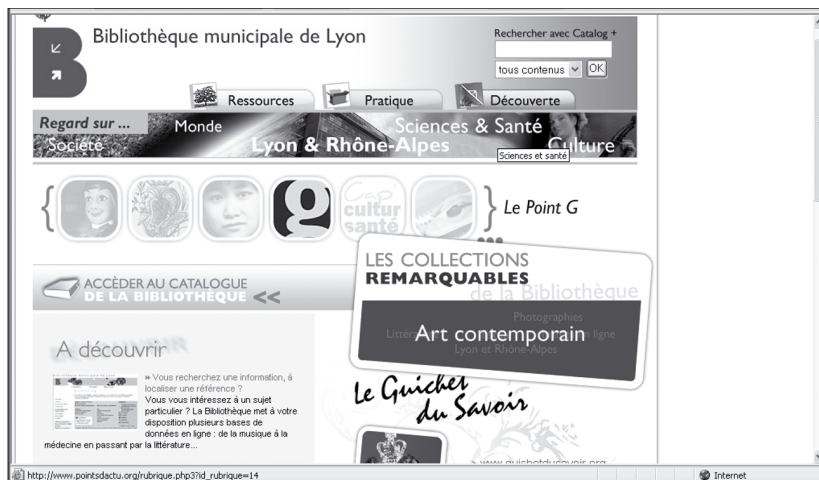 B
Bibliothèque municipale de Lyon
Rechercher avec Catalog +
tous contenus OK
Ressources Pratique Découverte
Regard sur ...
Monde Sciences & Santé
Société Lyon & Rhône-Alpes Culture
Sciences et santé
g
Cap'
cultur
santé
Le Point G
LES COLLECTIONS
REMARQUABLES
de la Bibliothèque
ACCÈDER AU CATALOGUE
DE LA BIBLIOTHÈQUE <<
Photographies
Art contemporain
en ligne
Lyon et Rhône-Alpes
A découvrir
»» Vous recherchez une information, à
localiser une référence ?
Vous vous intéressez à un sujet
particulier ? La Bibliothèque met à votre
disposition plusieurs bases de
données en ligne : de la musique à la
médecine en passant par la littérature...
Le Guichet
du Savoir
>> www.guichetdusavoir.org
http://www.pointsdactu.org/rubrique.php3?id_rubrique=14
Internet